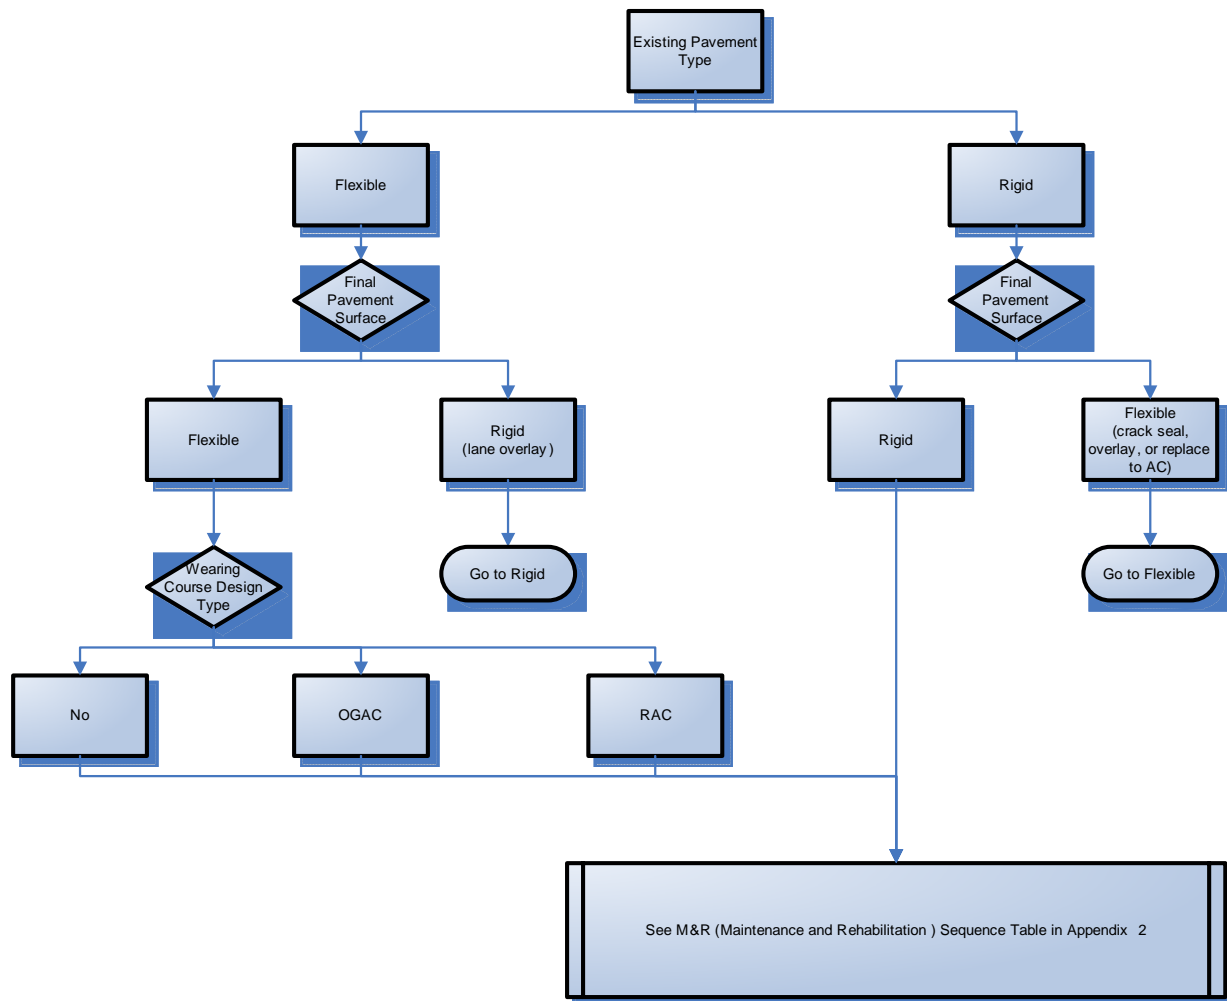 Existing Pavement
Type
Flexible
Rigid
Final
Pavement
Surface
Final
Pavement
Surface
Flexible
Rigid
(lane overlay)
Rigid
Flexible
(crack seal,
overlay, or replace
to AC)
Wearing
Course Design
Type
Go to Rigid
Go to Flexible
No
OGAC
RAC
See M&R (Maintenance and Rehabilitation ) Sequence Table in Appendix 2